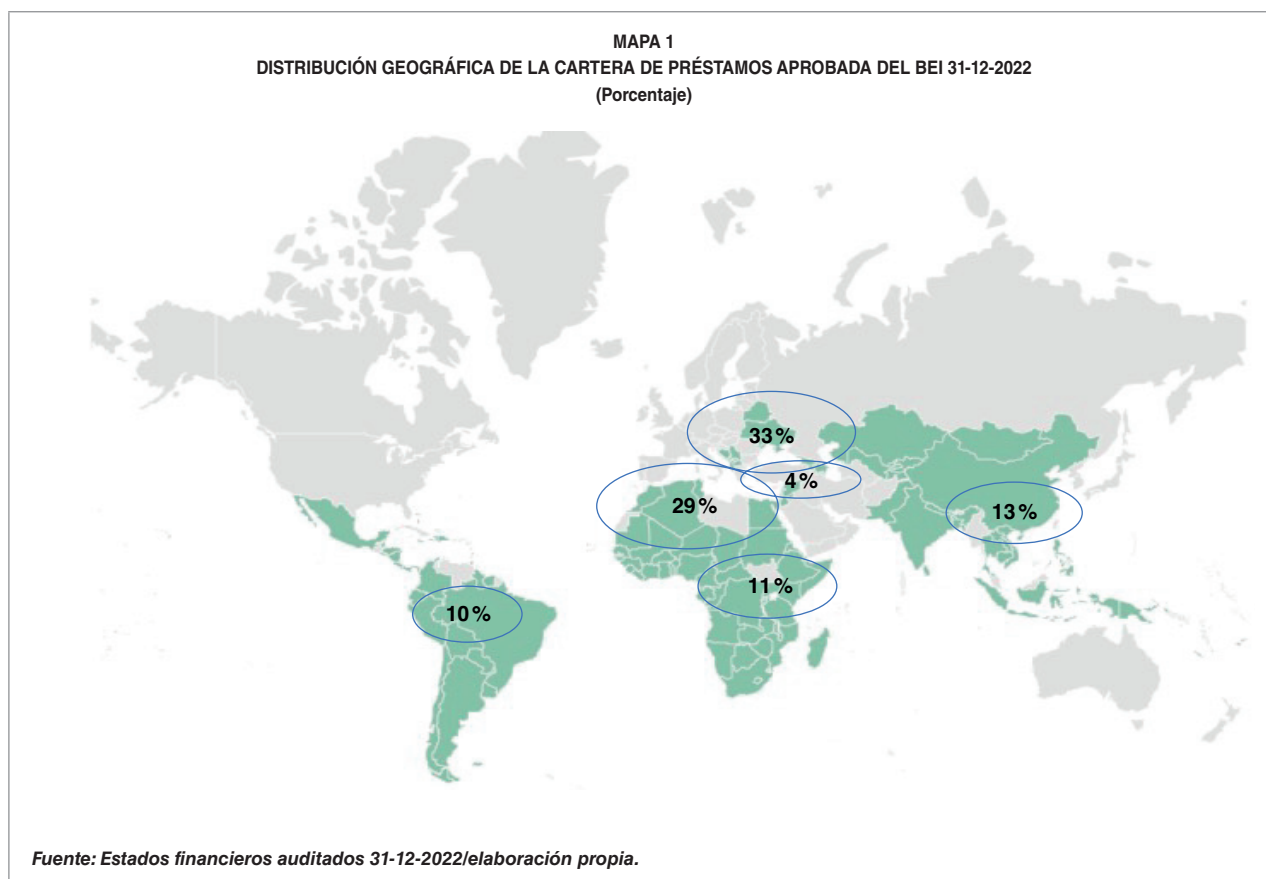 MAPA 1
DISTRIBUCIÓN GEOGRÁFICA DE LA CARTERA DE PRÉSTAMOS APROBADA DEL BEI 31-12-2022
(Porcentaje)
33 %
4 %
29 %
13 %
11 %
10 %
Fuente: Estados financieros auditados 31-12-2022/elaboración propia.